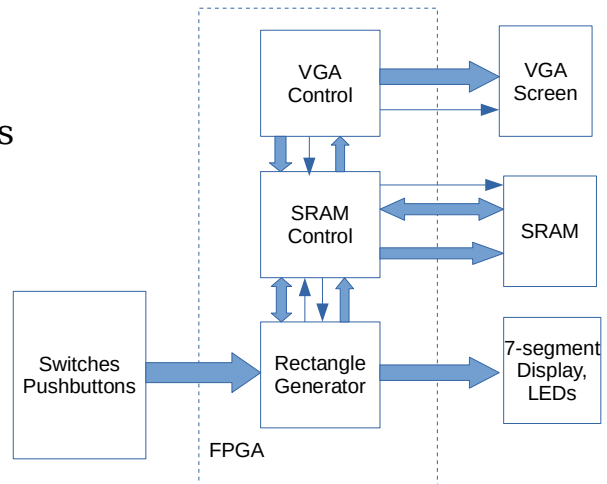 VGA
Control
VGA
Screen
s
SRAM
Control
SRAM
Switches
Pushbuttons
Rectangle
Generator
7-segment
Display,
LEDs
FPGA